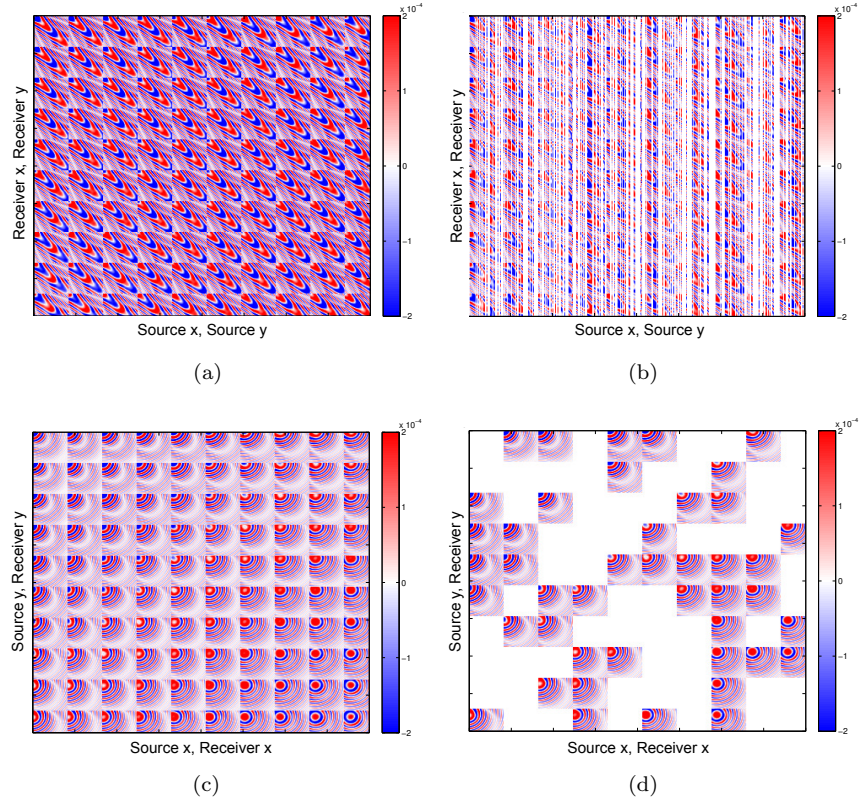 x 10⁻⁴
2
1
0
−1
−2
Receiver x, Receiver y
Source x, Source y
(a)
x 10⁻⁴
2
1
0
−1
−2
Receiver x, Receiver y
Source x, Source y
(b)
x 10⁻⁴
2
1
0
−1
−2
Source y, Receiver y
Source x, Receiver x
(c)
x 10⁻⁴
2
1
0
−1
−2
Source y, Receiver y
Source x, Receiver x
(d)